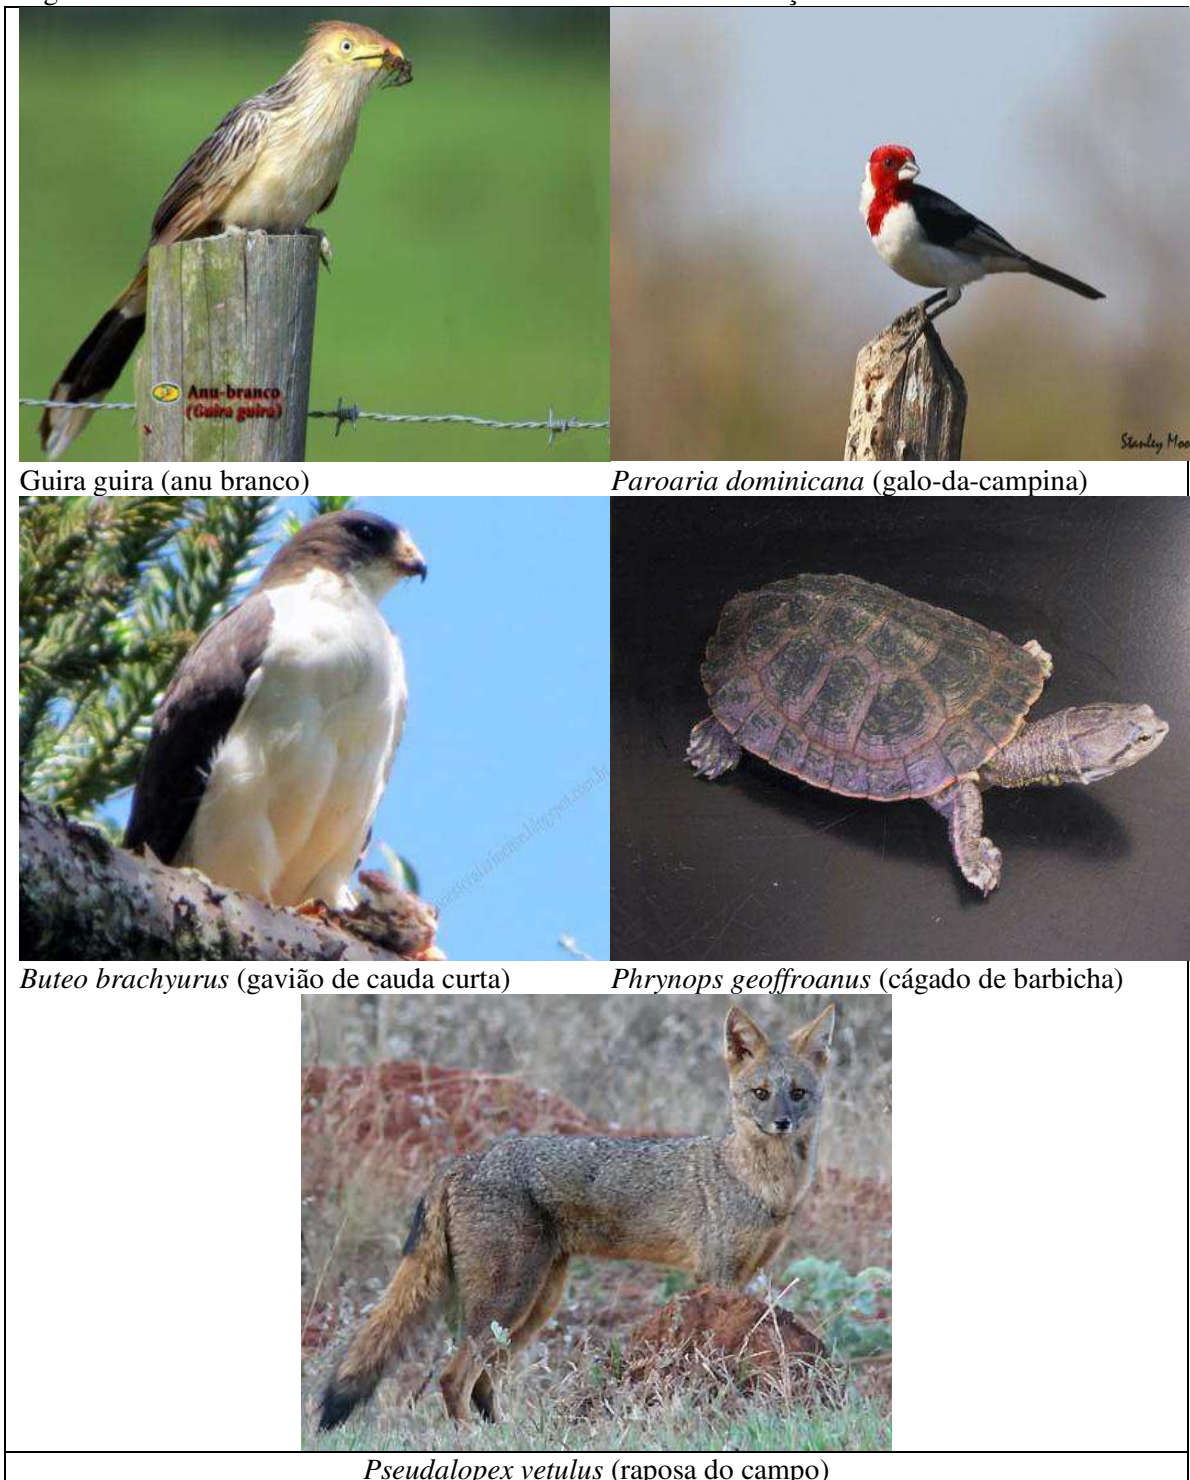 Anu-branco
(Guira guira)
Stanley Moo
Guira guira (anu branco)
Paroaria dominicana (galo-da-campina)
Buteo brachyurus (gavião de cauda curta)
Phrynops geoffroanus (cágado de barbicha)
Pseudalopex vetulus (raposa do campo)